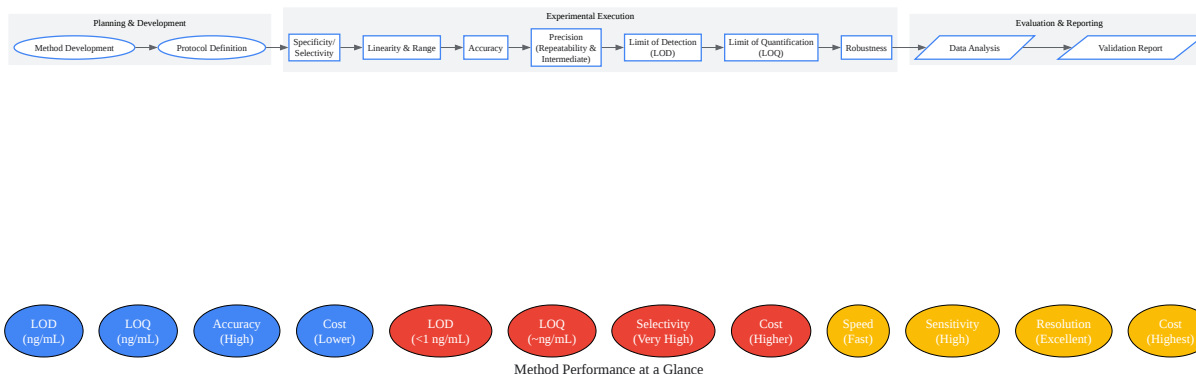 Planning & Development
Method Development
Protocol Definition
Experimental Execution
Specificity/
Selectivity
Linearity & Range
Accuracy
Precision
(Repeatability &
Intermediate)
Limit of Detection
(LOD)
Limit of Quantification
(LOQ)
Robustness
Evaluation & Reporting
Data Analysis
Validation Report
LOD
(ng/mL)
LOQ
(ng/mL)
Accuracy
(High)
Cost
(Lower)
LOD
(<1 ng/mL)
LOQ
(~ng/mL)
Selectivity
(Very High)
Cost
(Higher)
Speed
(Fast)
Sensitivity
(High)
Resolution
(Excellent)
Cost
(Highest)
Method Performance at a Glance